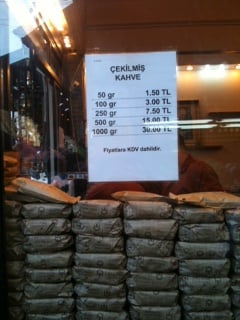 ÇEKİLMİŞ
KAHVE
50 gr 1.50 TL
100 gr 3.00 TL
250 gr 7.50 TL
500 gr 15.00 TL
1000 gr 30.00 TL
Fiyatlara KDV dahildir.